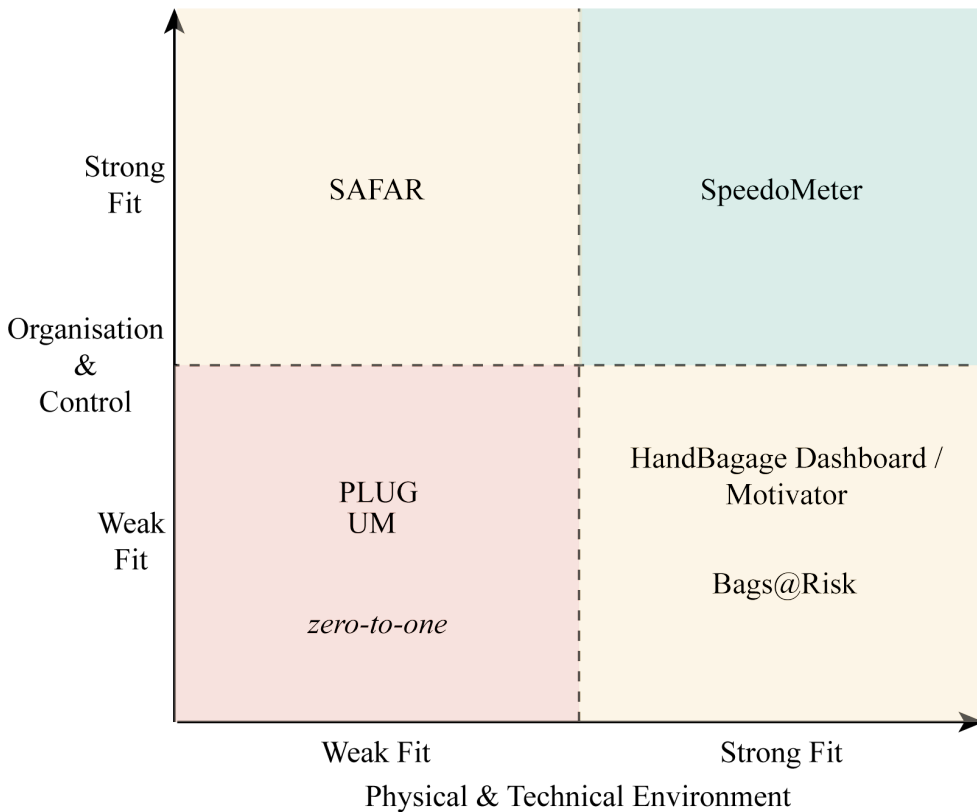 Strong
Fit
SAFAR
SpeedoMeter
Organisation
&
Control
HandBagage Dashboard /
Motivator
PLUG
UM
Weak
Fit
Bags@Risk
zero-to-one
Weak Fit
Strong Fit
Physical & Technical Environment